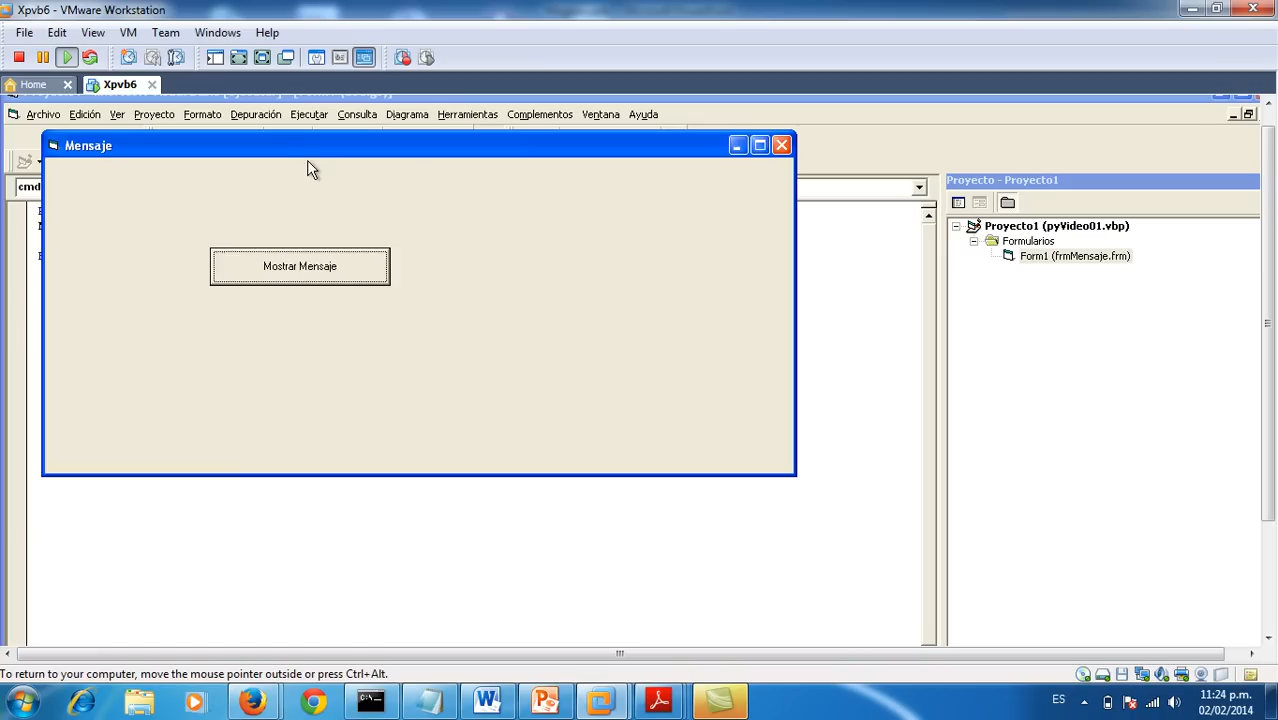 Xpvb6 - VMware Workstation
File Edit View VM Team Windows Help
Home Xpvb6
Archivo Edición Ver Proyecto Formato Depuración Ejecutar Consulta Diagrama Herramientas Complementos Ventana Ayuda
Mensaje
cmd
Mostrar Mensaje
Proyecto - Proyecto1
Proyecto1 (pyVideo01.vbp)
Formularios
Form1 (frmMensaje.frm)
To return to your computer, move the mouse pointer outside or press Ctrl+Alt.
ES
11:24 p.m.
02/02/2014